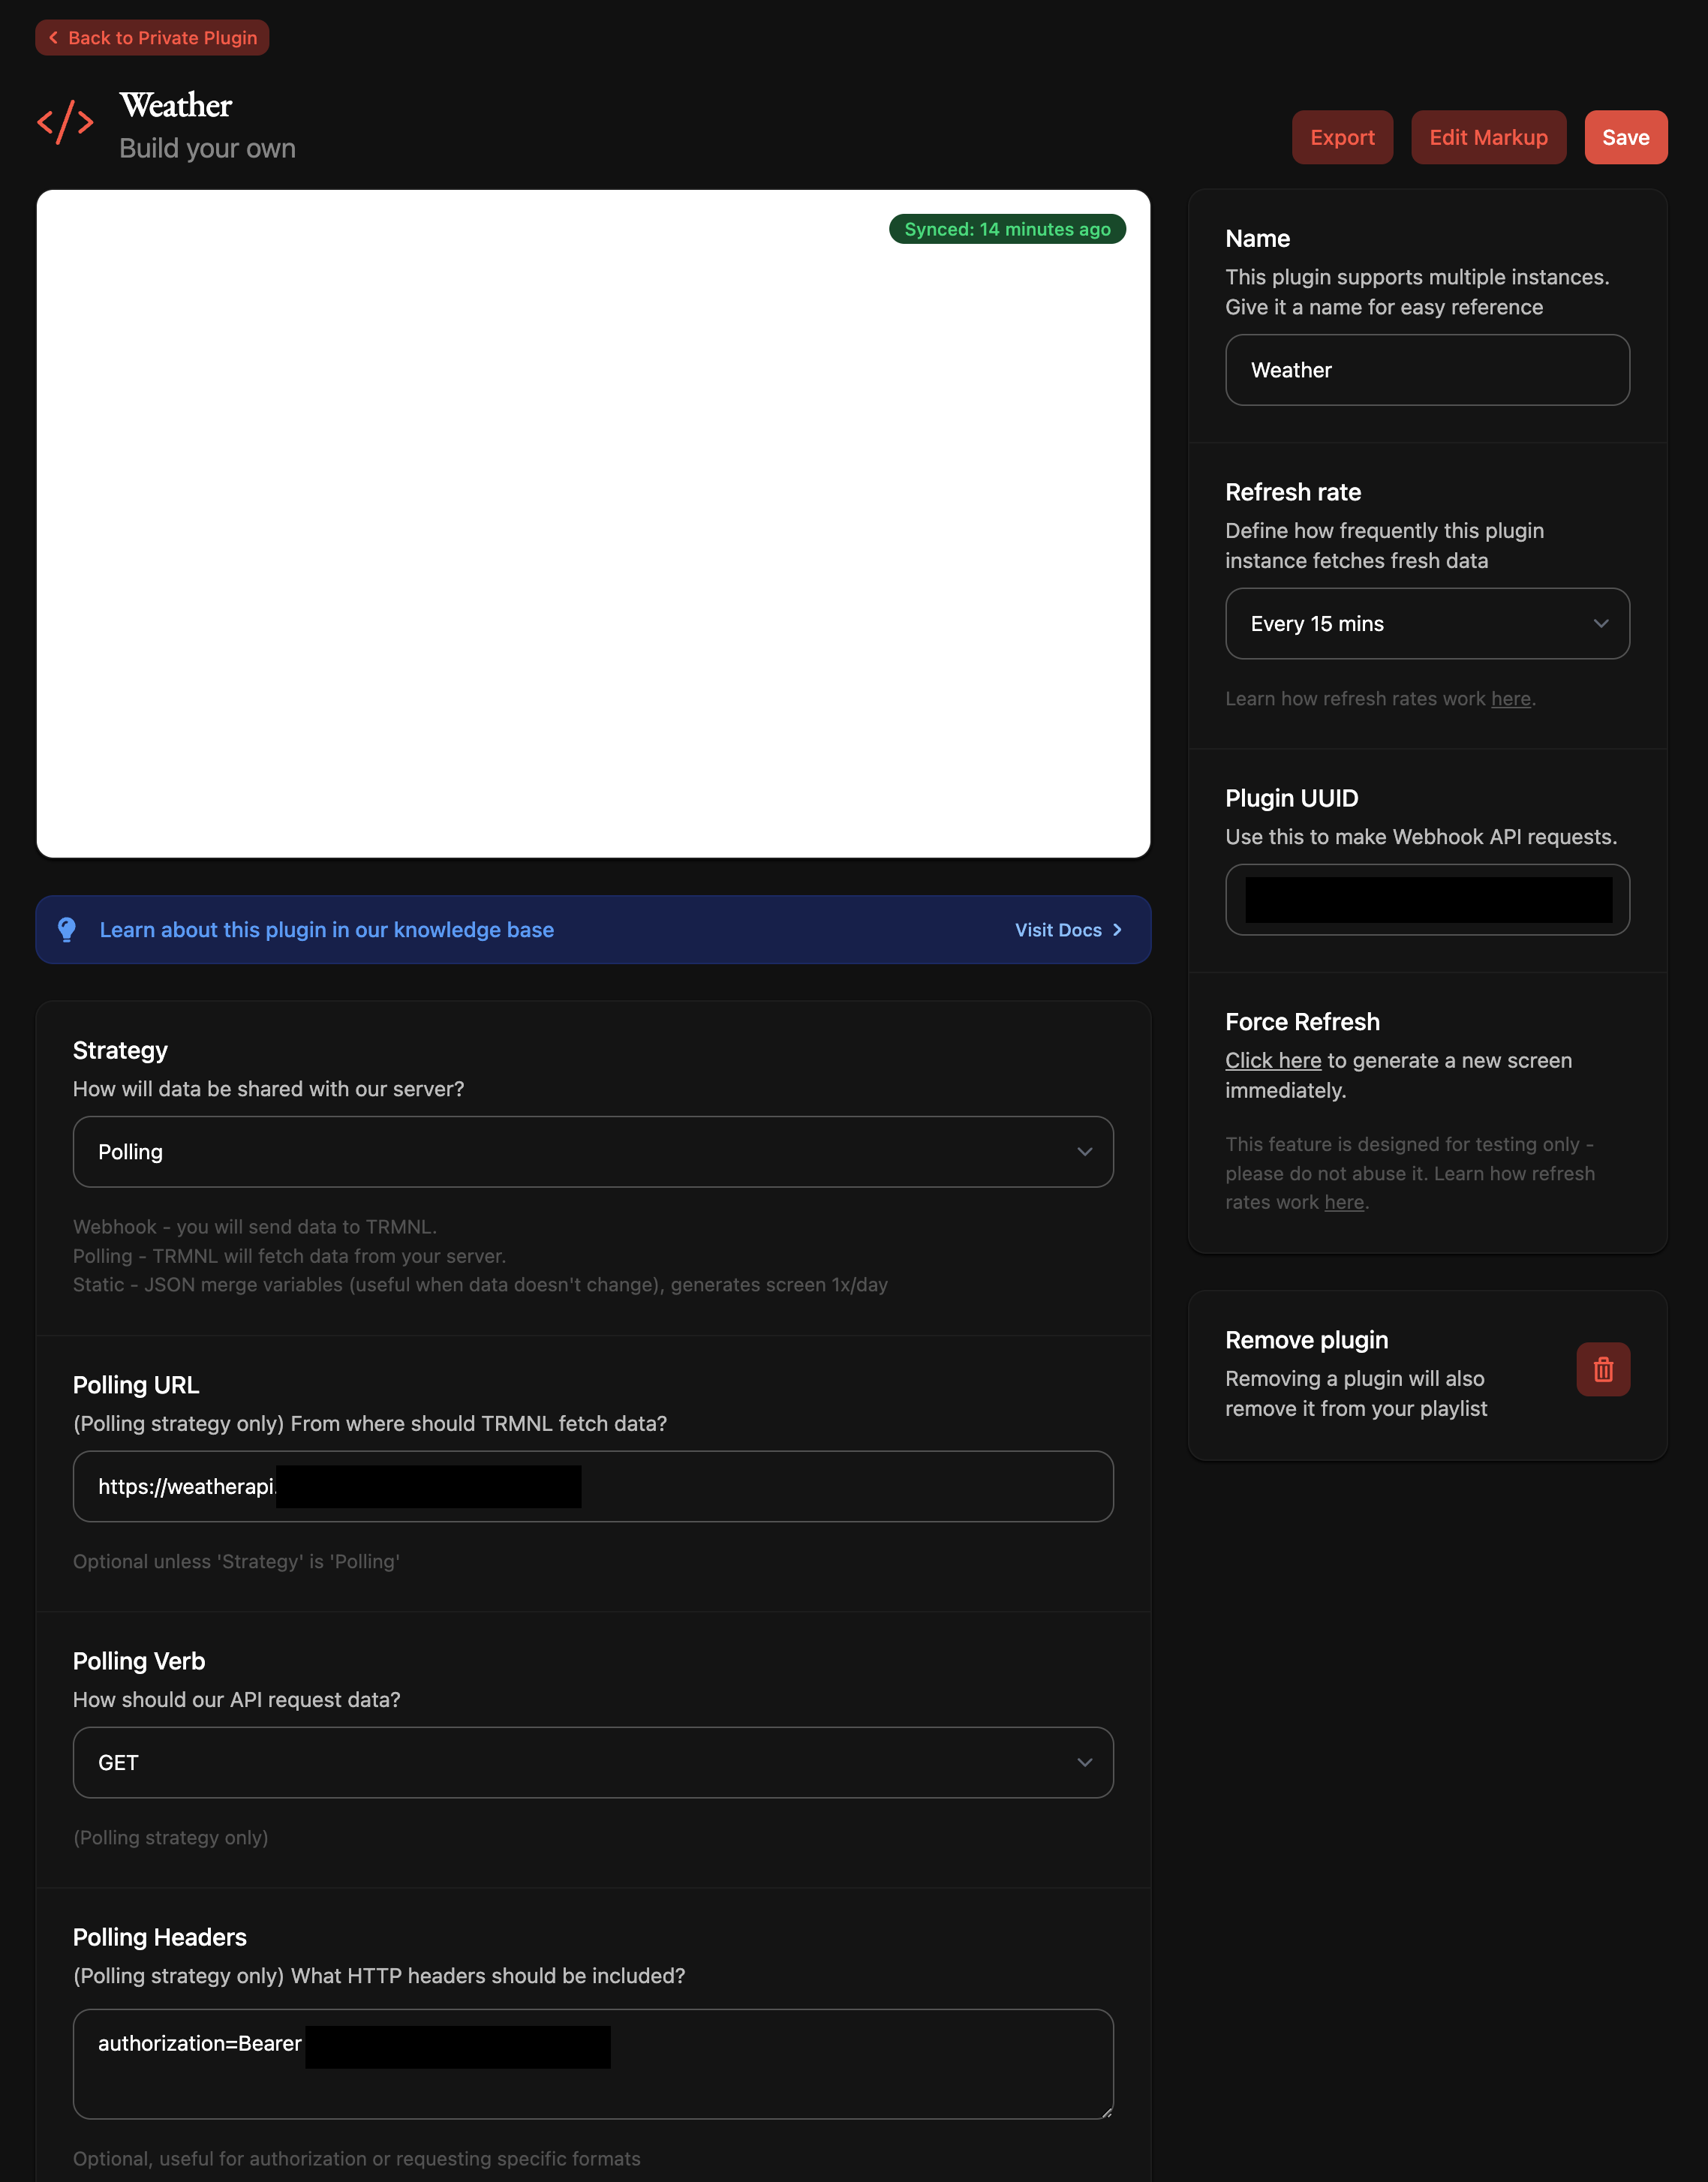 Back to Private Plugin
Weather
Build your own
Export
Edit Markup
Save
Synced: 14 minutes ago
Learn about this plugin in our knowledge base
Visit Docs
Strategy
How will data be shared with our server?
Polling
Webhook - you will send data to TRMNL.
Polling - TRMNL will fetch data from your server.
Static - JSON merge variables (useful when data doesn't change), generates screen 1x/day
Polling URL
(Polling strategy only) From where should TRMNL fetch data?
https://weatherapi.
Optional unless 'Strategy' is 'Polling'
Polling Verb
How should our API request data?
GET
(Polling strategy only)
Polling Headers
(Polling strategy only) What HTTP headers should be included?
authorization=Bearer
Optional, useful for authorization or requesting specific formats
Name
This plugin supports multiple instances.
Give it a name for easy reference
Weather
Refresh rate
Define how frequently this plugin
instance fetches fresh data
Every 15 mins
Learn how refresh rates work here.
Plugin UUID
Use this to make Webhook API requests.
Force Refresh
Click here to generate a new screen
immediately.
This feature is designed for testing only -
please do not abuse it. Learn how refresh
rates work here.
Remove plugin
Removing a plugin will also
remove it from your playlist